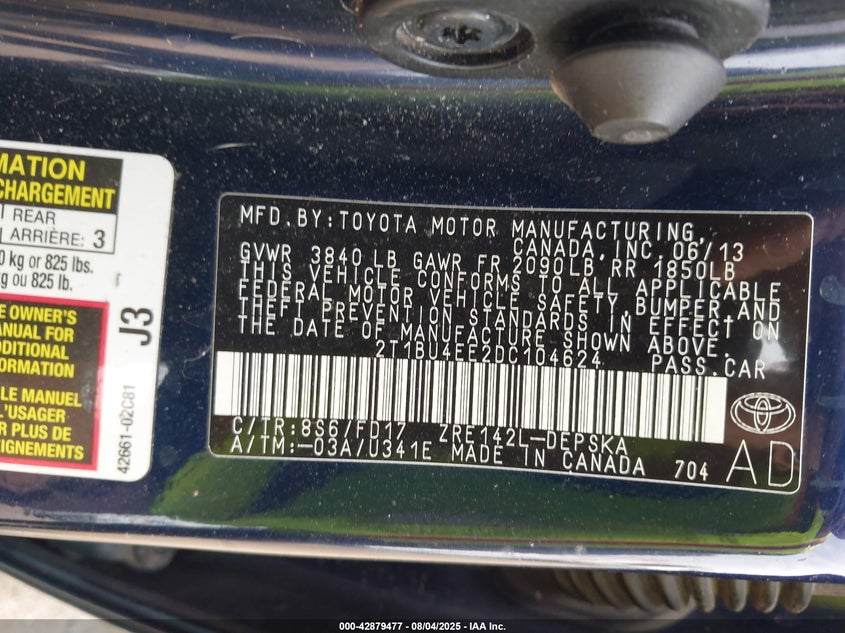 MATION
CHARGEMENT
REAR
ARRIÈRE: 3
0 kg or 825 lbs.
kg ou 825 lb.
E OWNER'S
MANUAL FOR
ADDITIONAL
FORMATION
LE MANUEL
L'USAGER
R PLUS DE
EIGNEMENTS
J3
42661-02C81
MFD.BY:TOYOTA MOTOR MANUFACTURING,
CANADA,INC. 06/13
GVWR 3840 LB GAWR FR 2090LB, RR 1850LB
THIS VEHICLE CONFORMS TO ALL APPLICABLE
FEDERAL MOTOR VEHICLE SAFETY,BUMPER,AND
THEFT PREVENTION STANDARDS IN EFFECT ON
THE DATE OF MANUFACTURE SHOWN ABOVE.
2T1BU4EE2DC104624 PASS.CAR
C/TR:8S6/FD17 ZRE142L-DEPSKA
A/TM:-03A/U341E MADE IN CANADA 704
AD
000-42879477 - 08/04/2025 - IAA Inc.